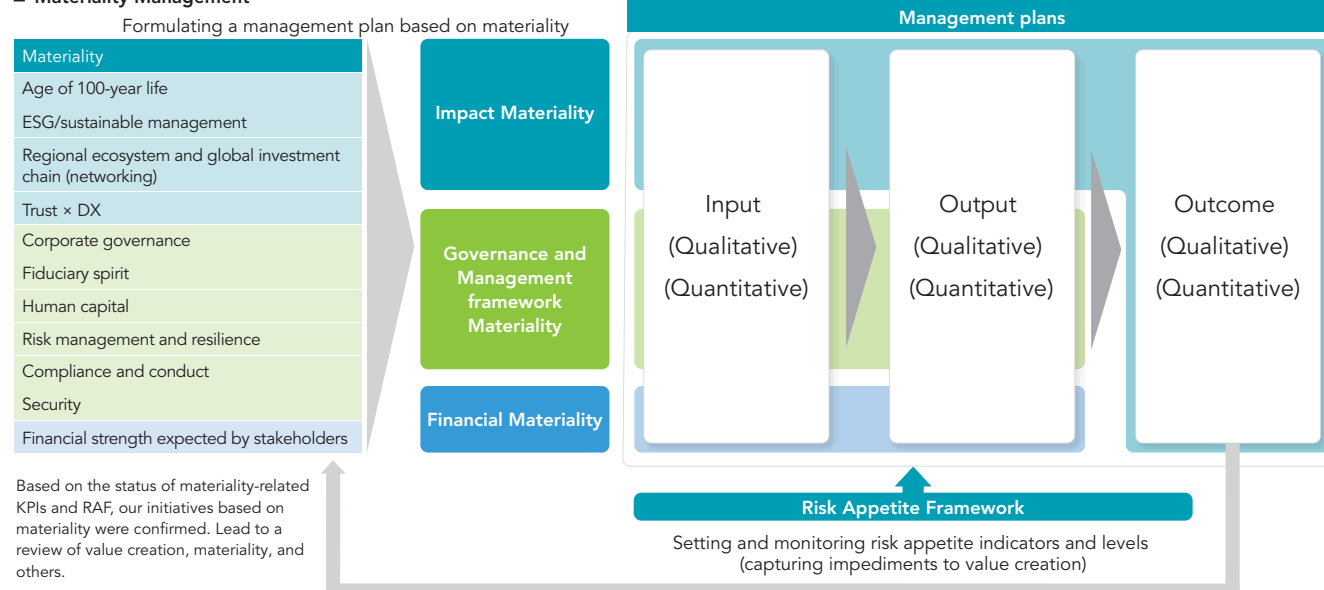 Materiality Management
Formulating a management plan based on materiality
Materiality
Age of 100-year life
ESG/sustainable management
Regional ecosystem and global investment
chain (networking)
Trust × DX
Corporate governance
Fiduciary spirit
Human capital
Risk management and resilience
Compliance and conduct
Security
Financial strength expected by stakeholders
Based on the status of materiality-related
KPIs and RAF, our initiatives based on
materiality were confirmed. Lead to a
review of value creation, materiality, and
others.
Impact Materiality
Governance and
Management
framework
Materiality
Financial Materiality
Management plans
Input
(Qualitative)
(Quantitative)
Output
(Qualitative)
(Quantitative)
Outcome
(Qualitative)
(Quantitative)
Risk Appetite Framework
Setting and monitoring risk appetite indicators and levels
(capturing impediments to value creation)